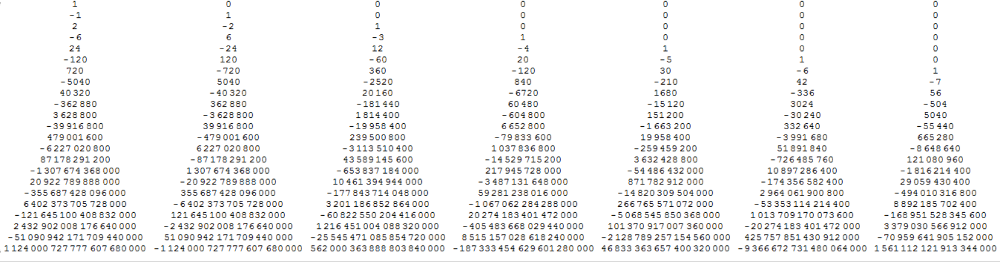 1 0 0 0 0 0 0
-1 1 0 0 0 0 0
2 -2 1 0 0 0 0
-6 6 -3 1 0 0 0
24 -24 12 -4 1 0 0
-120 120 -60 20 -5 1 0
720 -720 360 -120 30 -6 1
-5040 5040 -2520 840 -210 42 -7
40 320 -40 320 20 160 -6720 1680 -336 56
-362 880 362 880 -181 440 60 480 -15 120 3024 -504
3 628 800 -3 628 800 1 814 400 -604 800 151 200 -30 240 5040
-39 916 800 39 916 800 -19 958 400 6 652 800 -1 663 200 332 640 -55 440
479 001 600 -479 001 600 239 500 800 -79 833 600 19 958 400 -3 991 680 665 280
-6 227 020 800 6 227 020 800 -3 113 510 400 1 037 836 800 -259 459 200 51 891 840 -8 648 640
87 178 291 200 -87 178 291 200 43 589 145 600 -14 529 715 200 3 632 428 800 -726 485 760 121 080 960
-1 307 674 368 000 1 307 674 368 000 -653 837 184 000 217 945 728 000 -54 486 432 000 10 897 286 400 -1 816 214 400
20 922 789 888 000 -20 922 789 888 000 10 461 394 944 000 -3 487 131 648 000 871 782 912 000 -174 356 582 400 29 059 430 400
-355 687 428 096 000 355 687 428 096 000 -177 843 714 048 000 59 281 238 016 000 -14 820 309 504 000 2 964 061 900 800 -494 010 316 800
6 402 373 705 728 000 -6 402 373 705 728 000 3 201 186 852 864 000 -1 067 062 284 288 000 266 765 571 072 000 -53 353 114 214 400 8 892 185 702 400
-121 645 100 408 832 000 121 645 100 408 832 000 -60 822 550 204 416 000 20 274 183 401 472 000 -5 068 545 850 368 000 1 013 709 170 073 600 -168 951 528 345 600
2 432 902 008 176 640 000 -2 432 902 008 176 640 000 1 216 451 004 088 320 000 -405 483 668 029 440 000 101 370 917 007 360 000 -20 274 183 401 472 000 3 379 030 566 912 000
-51 090 942 171 709 440 000 51 090 942 171 709 440 000 -25 545 471 085 854 720 000 8 515 157 028 618 240 000 -2 128 789 257 154 560 000 425 757 851 430 912 000 -70 959 641 905 152 000
1 124 000 727 777 607 680 000 -1 124 000 727 777 607 680 000 562 000 363 888 803 840 000 -187 333 454 629 601 280 000 46 833 363 657 400 320 000 -9 366 672 731 480 064 000 1 561 112 121 913 344 000